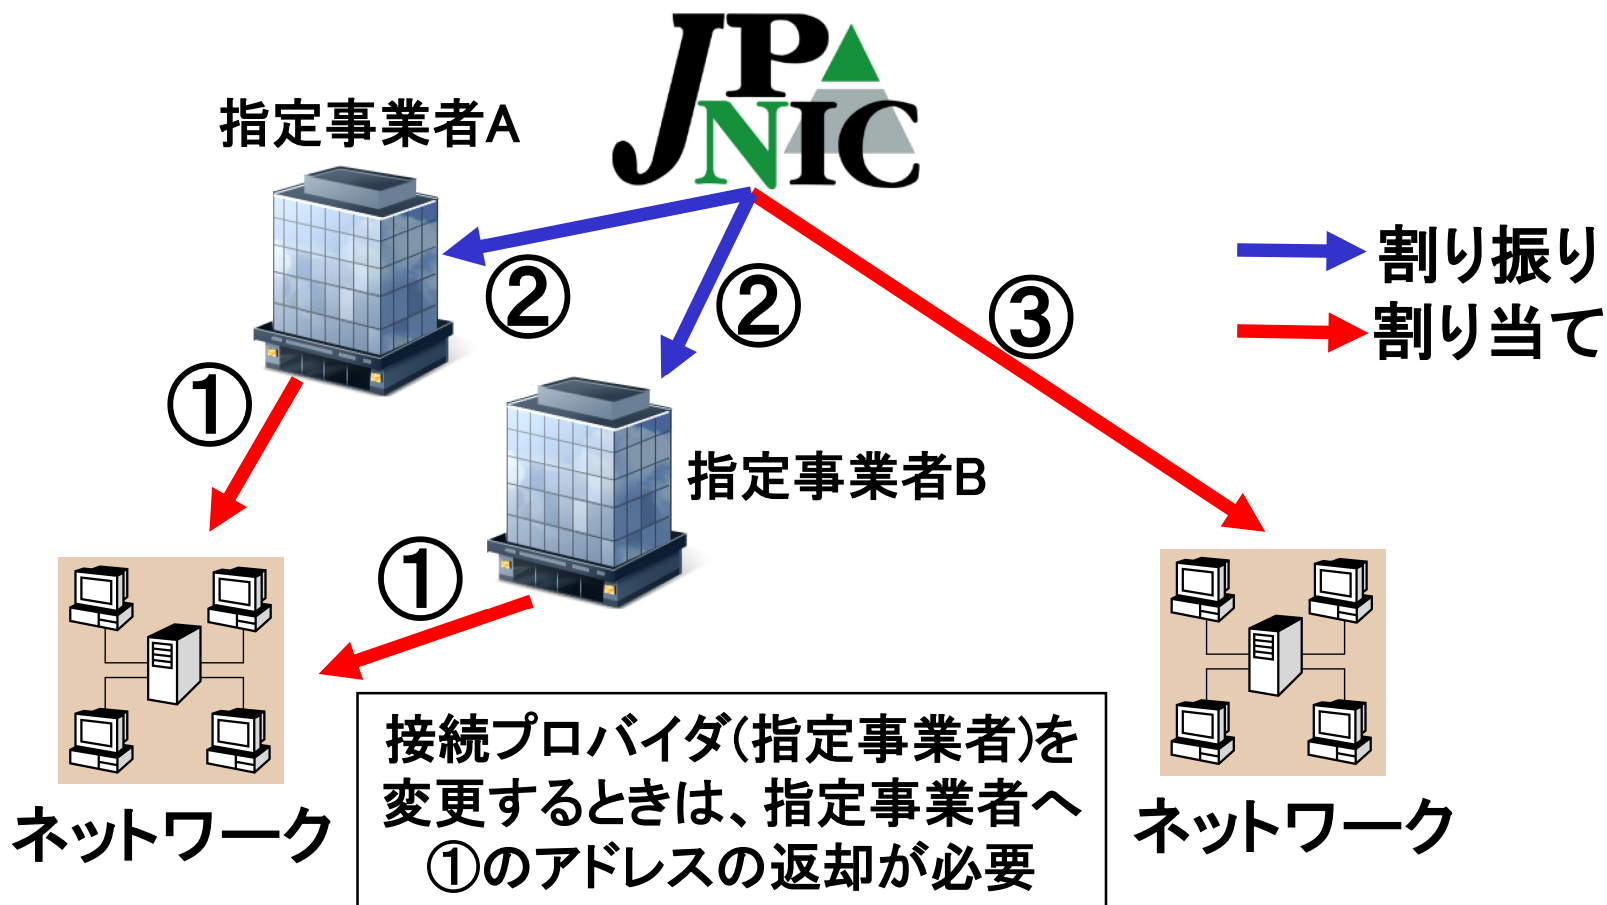 JPNIC
指定事業者A
割り振り
割り当て
②
②
③
①
指定事業者B
①
接続プロバイダ(指定事業者)を
変更するときは、指定事業者へ
①のアドレスの返却が必要
ネットワーク
ネットワーク